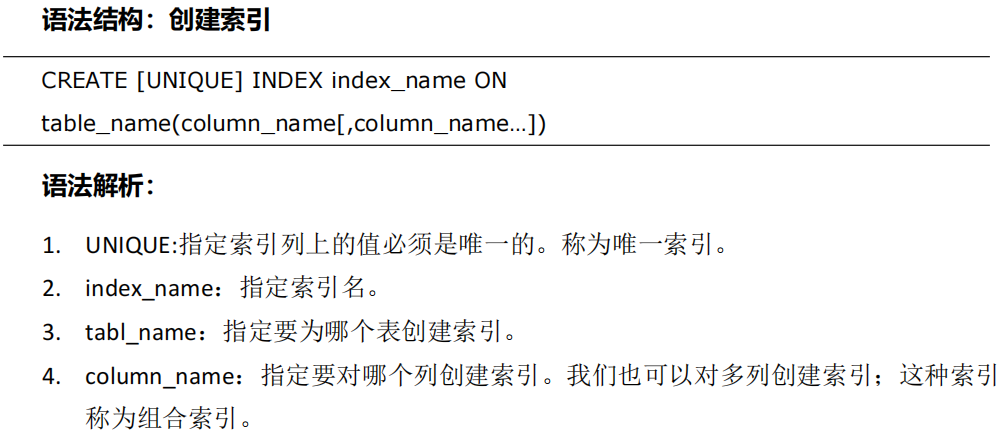 语法结构：创建索引
CREATE [UNIQUE] INDEX index_name ON
table_name(column_name[,column_name…])
语法解析：
1. UNIQUE:指定索引列上的值必须是唯一的。称为唯一索引。
2. index_name：指定索引名。
3. tabl_name：指定要为哪个表创建索引。
4. column_name：指定要对哪个列创建索引。我们也可以对多列创建索引；这种索引
称为组合索引。